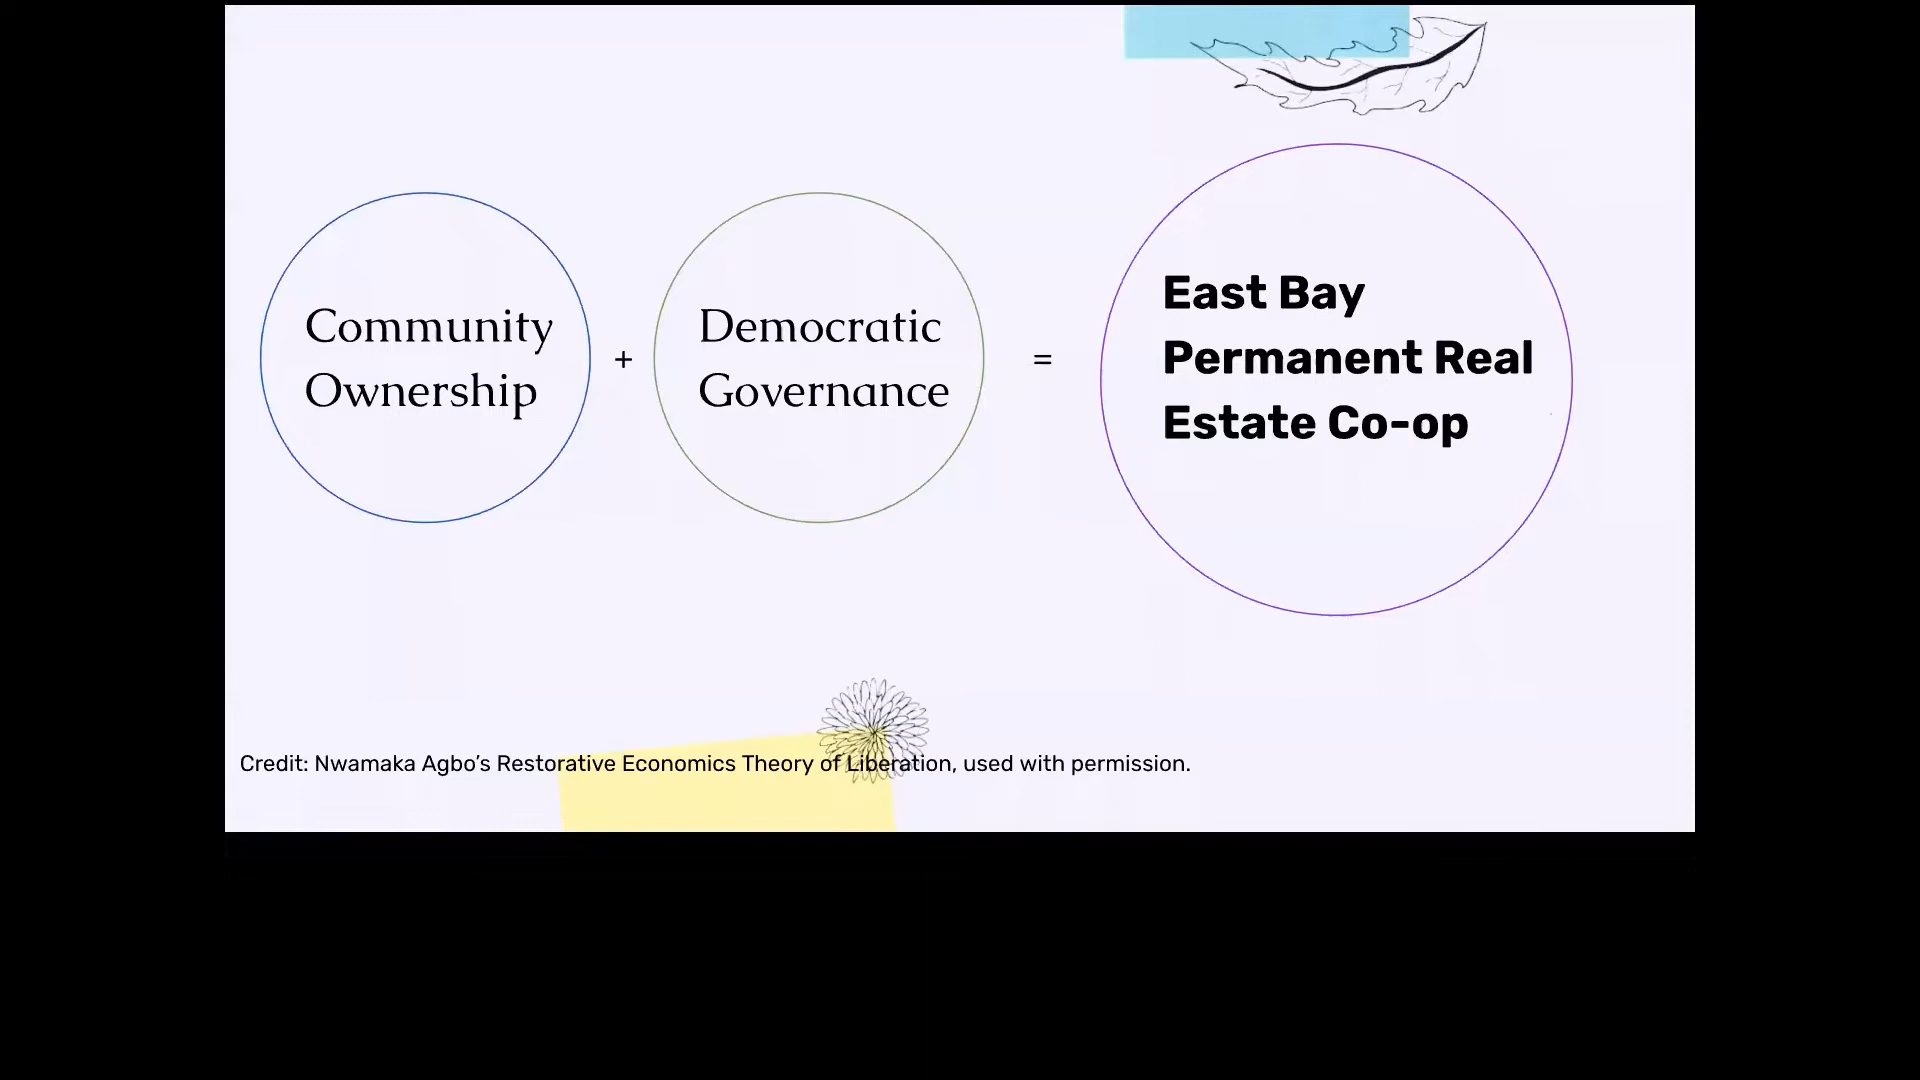 Community
Ownership
+
Democratic
Governance
=
East Bay
Permanent Real
Estate Co-op
Credit: Nwamaka Agbo’s Restorative Economics Theory of Liberation, used with permission.